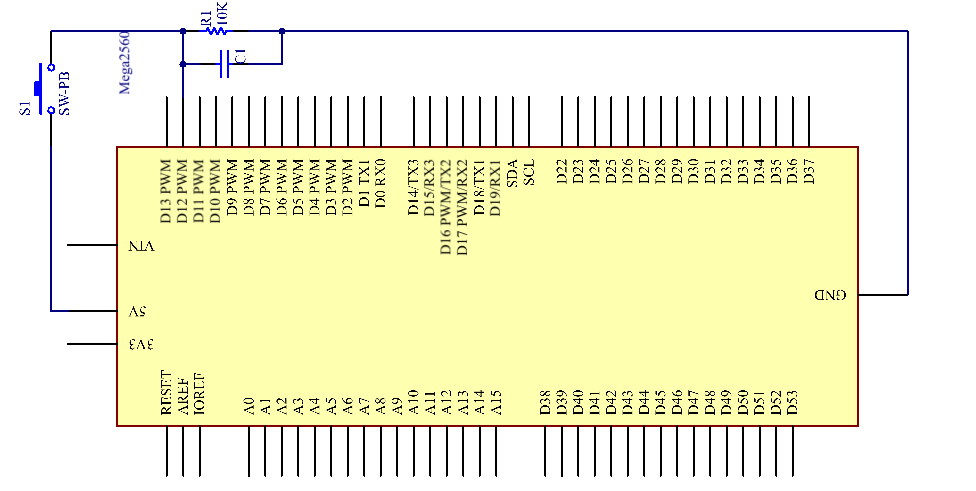 R1
10K
C1
Mega2560
S1
SW-PB
D13 PWM
D12 PWM
D11 PWM
D10 PWM
D9 PWM
D8 PWM
D7 PWM
D6 PWM
D5 PWM
D4 PWM
D3 PWM
D2 PWM
D1 TX1
D0 RX0
D14/TX3
D15/RX3
D16 PWM/TX2
D17 PWM/RX2
D18/TX1
D19/RX1
SDA
SCL
D22
D23
D24
D25
D26
D27
D28
D29
D30
D31
D32
D33
D34
D35
D36
D37
VIN
5V
3V3
GND
RESET
AREF
IOREF
A0
A1
A2
A3
A4
A5
A6
A7
A8
A9
A10
A11
A12
A13
A14
A15
D38
D39
D40
D41
D42
D43
D44
D45
D46
D47
D48
D49
D50
D51
D52
D53